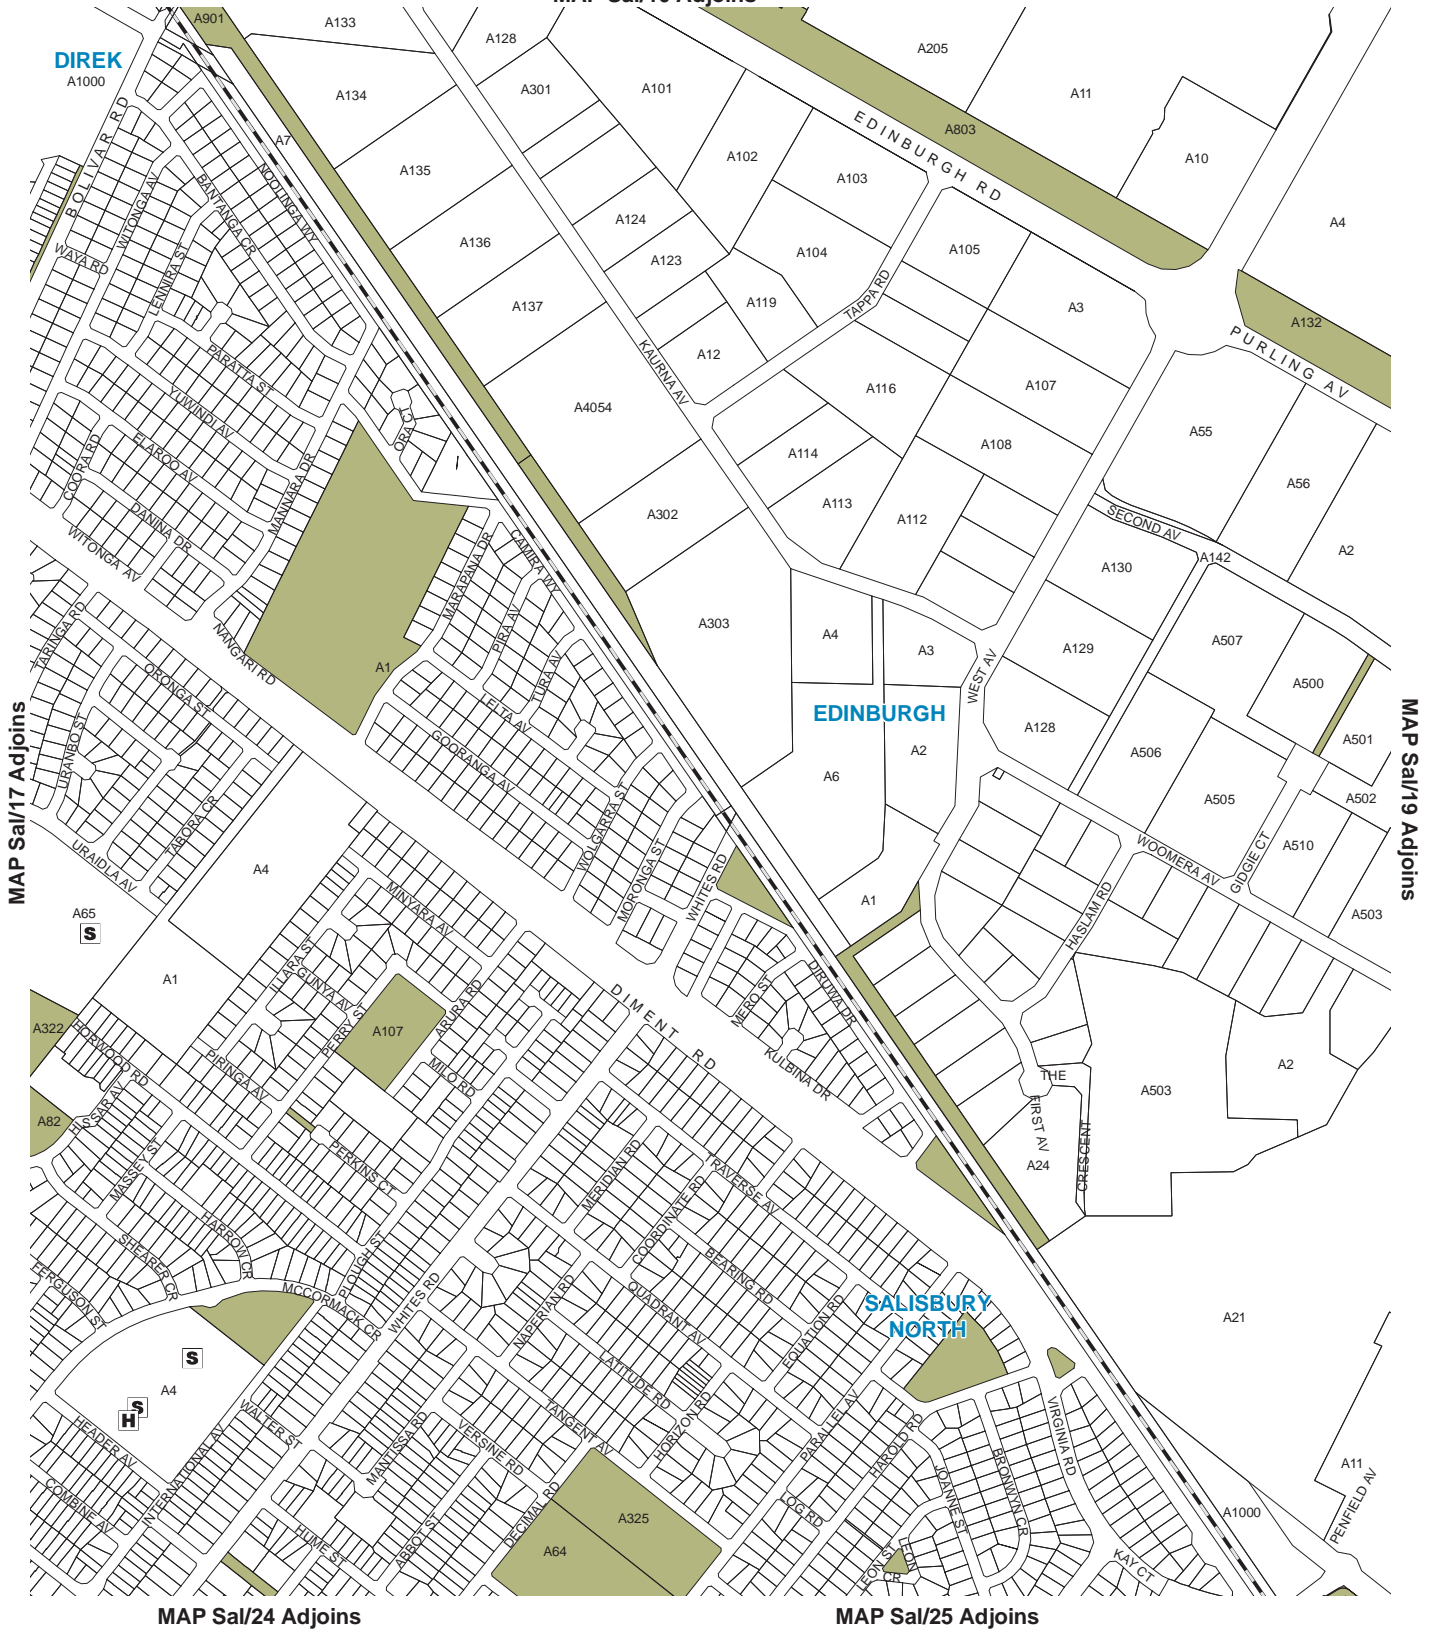 MAP Sal/10 Adjoins
A901
A133
A128
A205
DIREK
A1000
A134
A301
A101
A11
A7
EDINBURGH RD
A803
BOLIVAR RD
A135
A102
A103
A10
NOOLINGA WY
WITONGA AV
BANTANGA CR
A124
A4
A136
A104
A105
WAYA RD
LENNIRA ST
A123
A137
A119
TAPPA RD
A3
A132
PURLING AV
PARATTA ST
KAURNA AV
A12
YUWINDI AV
ORA CT
A4054
A116
A107
A55
COORA RD
ELAROO AV
A114
A108
A56
MANNARA DR
DANINA DR
A302
A113
A112
SECOND AV
WITONGA AV
MARAPANA DR
CAMIRA WY
A142
A2
A130
TARINGA RD
NANGARI RD
PIRA AV
A303
A4
A3
A129
A507
A1
TURA AV
WEST AV
A500
ORONGA ST
ELTA AV
EDINBURGH
URANBO ST
GOORANGA AV
A2
A128
A506
A501
MAP Sal/17 Adjoins
MAP Sal/19 Adjoins
A6
A505
A502
TABORA CR
URAIDLA AV
WOLGARRA ST
MORONGA ST
WHITES RD
WOOMERA AV
GIDGIE CT
A510
A4
MINYARA AV
A1
HASLAM RD
A503
A65
S
ILLARA ST
GUNYA AV
A1
DIRUWA DR
MERO ST
ARURA RD
DIMENT RD
A322
PERRY ST
A107
HORWOOD RD
PIRINGA AV
MILO RD
KULBINA DR
THE
A503
A2
A82
HISSAR AV
FIRST AV
CRESCENT
MASSEY ST
PERKINS CT
MERIDIAN RD
TRAVERSE AV
A24
COORDINATE RD
HARROW CR
SHEARER CR
PLOUGH ST
BEARING RD
FERGUSON ST
MCCORMACK CR
WHITES RD
NAPERIAN RD
QUADRANT AV
EQUATION RD
SALISBURY
NORTH
A21
S
LATITUDE RD
A4
S
H
WALTER ST
TANGENT AV
HORIZON RD
PARALLEL AV
HAROLD RD
VIRGINIA RD
HEADER AV
INTERNATIONAL AV
MANTISSA RD
VERSINE RD
BRONWYN CR
JOANNE ST
A11
PENFIELD AV
COMBINE AV
DECIMAL RD
LOG RD
A325
A1000
HUME ST
ABBOT ST
A64
LEON ST
LEON
CR
KAY CT
MAP Sal/24 Adjoins
MAP Sal/25 Adjoins